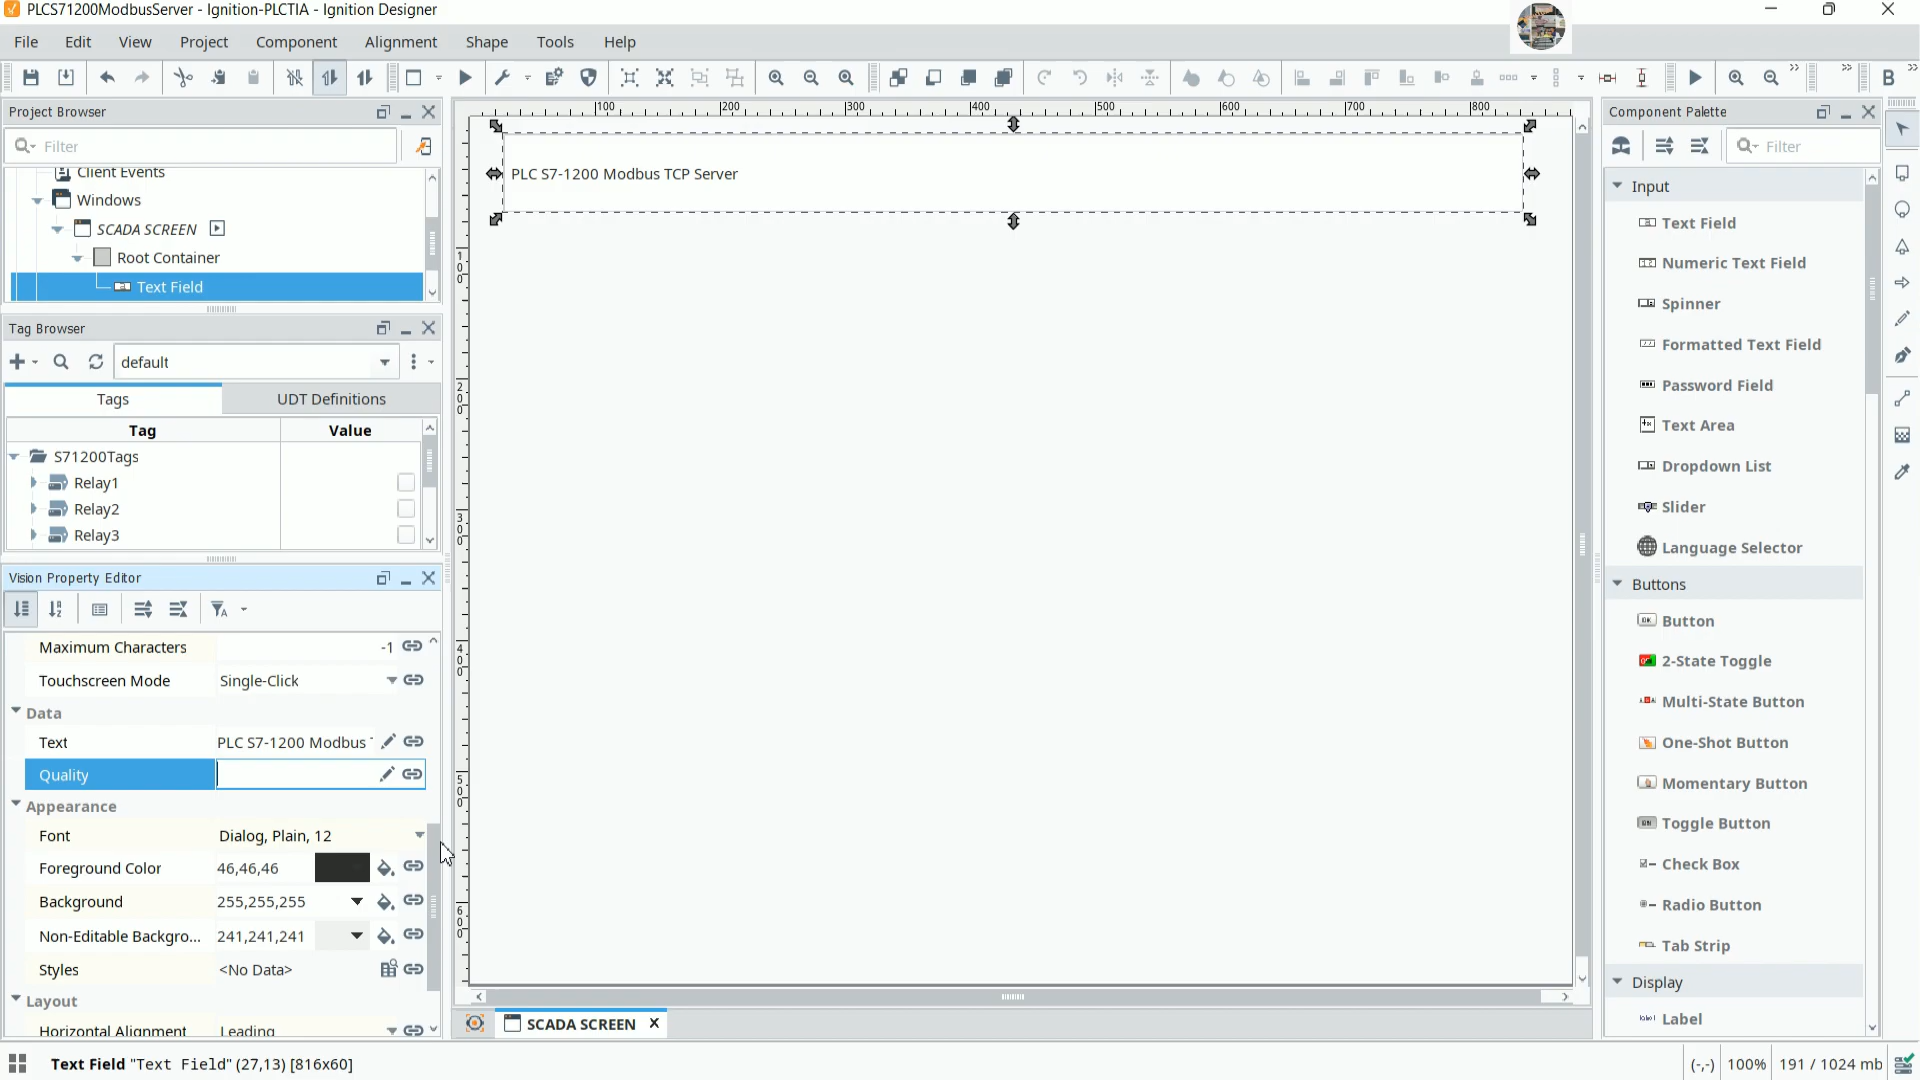 PLCS71200ModbusServer - Ignition-PLCTIA - Ignition Designer
File Edit View Project Component Alignment Shape Tools Help
B
Project Browser
Filter
Client Events
Windows
SCADA SCREEN
Root Container
Text Field
Tag Browser
default
Tags UDT Definitions
Tag Value
S71200Tags
Relay1
Relay2
Relay3
Vision Property Editor
Maximum Characters -1
Touchscreen Mode Single-Click
Data
Text PLC S7-1200 Modbus
Quality
Appearance
Font Dialog, Plain, 12
Foreground Color 46,46,46
Background 255,255,255
Non-Editable Backgro... 241,241,241
Styles <No Data>
Layout
Horizontal Alignment Leading
100 200 300 400 500 600 700 800
100
200
300
400
500
600
PLC S7-1200 Modbus TCP Server
SCADA SCREEN X
Component Palette
Filter
Input
Text Field
Numeric Text Field
Spinner
Formatted Text Field
Password Field
Text Area
Dropdown List
Slider
Language Selector
Buttons
Button
2-State Toggle
Multi-State Button
One-Shot Button
Momentary Button
Toggle Button
Check Box
Radio Button
Tab Strip
Display
Label
Text Field "Text Field" (27,13) [816x60]
(-,-) 100% 191 / 1024 mb